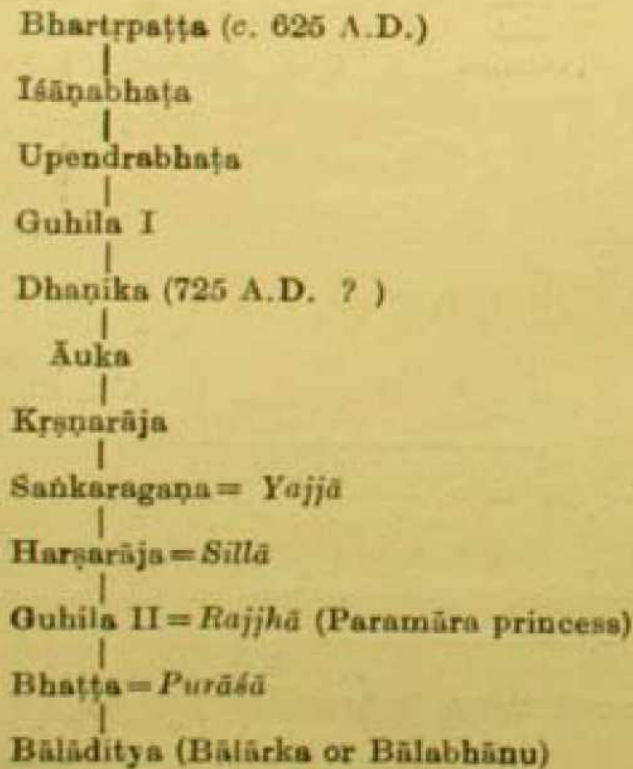 Bhartṛpaṭṭa (c. 625 A.D.)
Īśāṇabhaṭa
Upendrabhaṭa
Guhila I
Dhaṇika (725 A.D. ? )
Āuka
Kṛṣṇarāja
Saṅkaragaṇa = Yajjā
Harṣarāja = Sillā
Guhila II = Rajjhā (Paramāra princess)
Bhaṭṭa = Purāśā
Bālāditya (Bālārka or Bālabhānu)